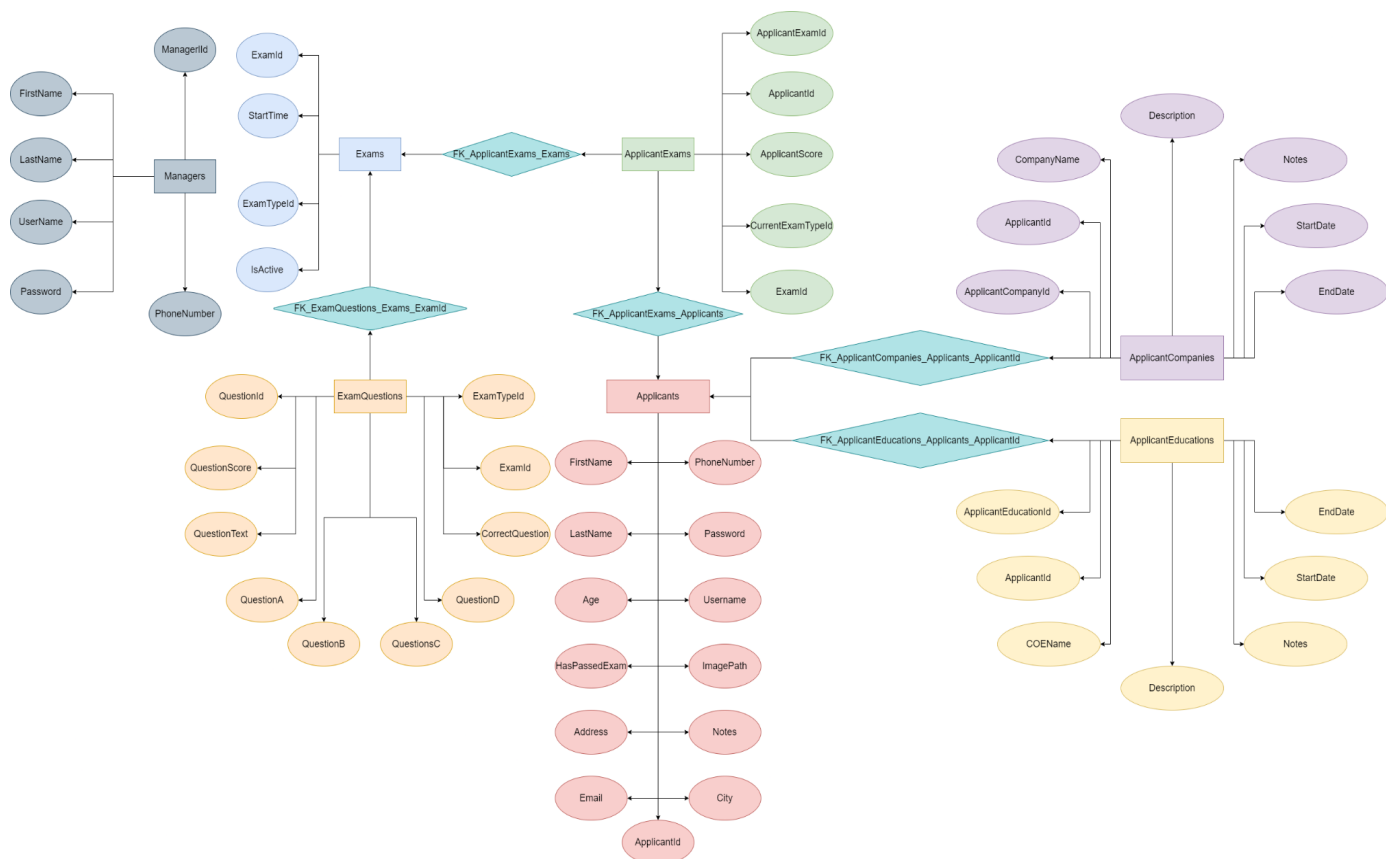 ManagerIId
FirstName
LastName
Managers
UserName
Password
PhoneNumber
ExamId
StartTime
Exams
ExamTypeId
IsActive
FK_ApplicantExams_Exams
ApplicantExams
ApplicantExamId
ApplicantId
ApplicantScore
CurrentExamTypeId
ExamId
FK_ExamQuestions_Exams_ExamId
FK_ApplicantExams_Applicants
Description
CompanyName
Notes
ApplicantId
StartDate
ApplicantCompanyId
EndDate
ApplicantCompanies
FK_ApplicantCompanies_Applicants_ApplicantId
QuestionId
ExamQuestions
ExamTypeId
QuestionScore
ExamId
QuestionText
CorrectQuestion
QuestionA
QuestionD
QuestionB
QuestionsC
Applicants
FirstName
PhoneNumber
LastName
Password
Age
Username
HasPassedExam
ImagePath
Address
Notes
Email
City
ApplicantId
FK_ApplicantEducations_Applicants_ApplicantId
ApplicantEducations
ApplicantEducationId
EndDate
ApplicantId
StartDate
COEName
Notes
Description